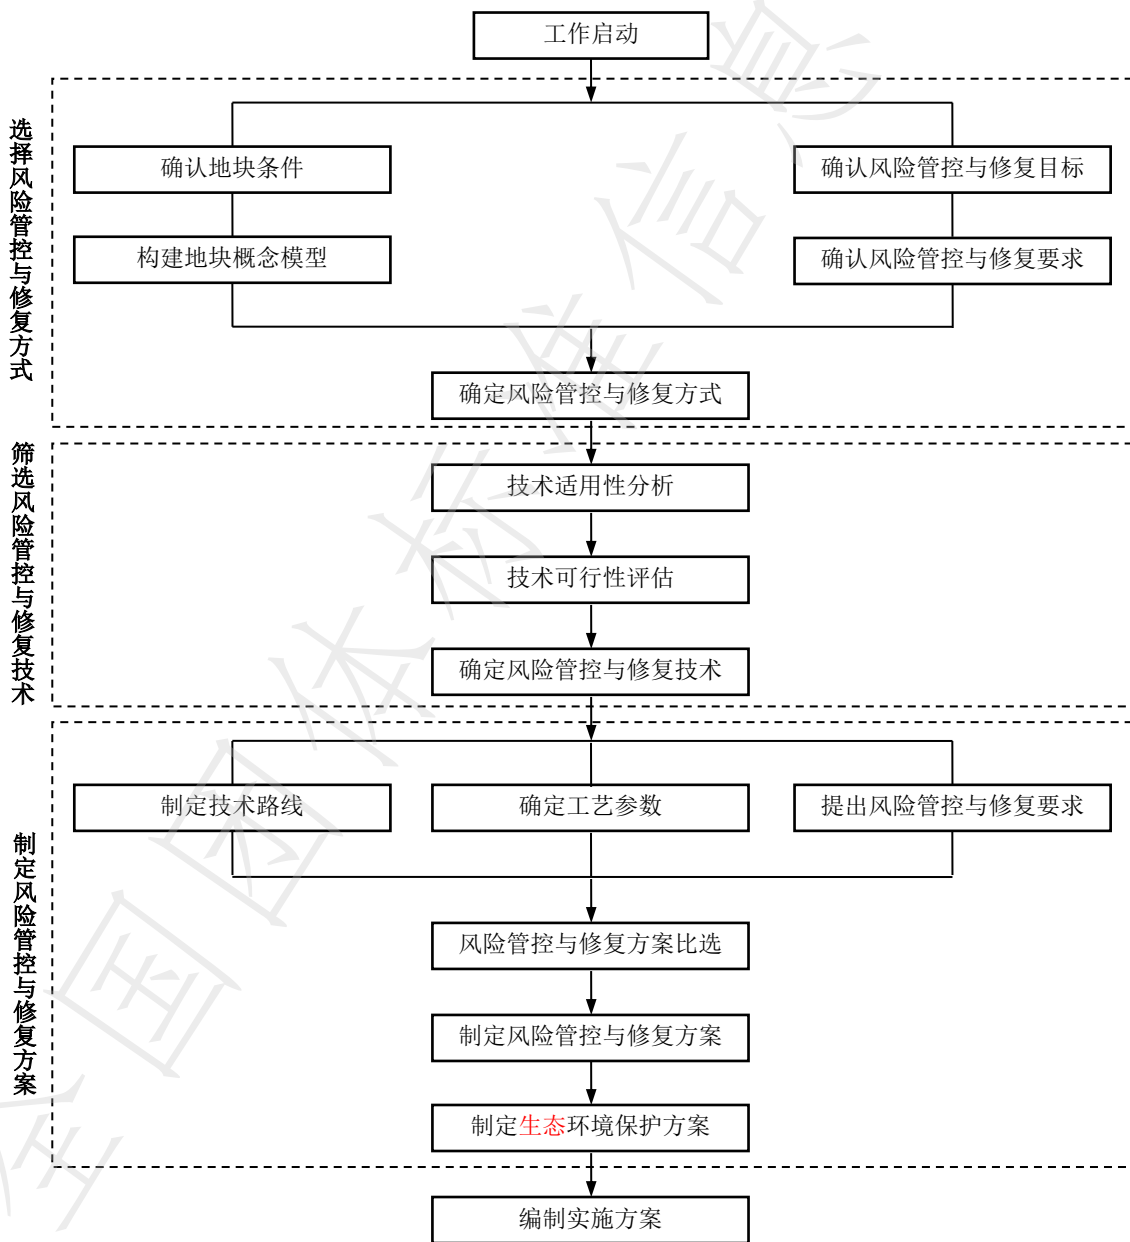 工作启动
选择风险管控与修复方式
确认地块条件
确认风险管控与修复目标
构建地块概念模型
确认风险管控与修复要求
确定风险管控与修复方式
筛选风险管控与修复技术
技术适用性分析
技术可行性评估
确定风险管控与修复技术
制定风险管控与修复方案
制定技术路线
确定工艺参数
提出风险管控与修复要求
风险管控与修复方案比选
制定风险管控与修复方案
制定生态环境保护方案
编制实施方案
全国团体标准信息